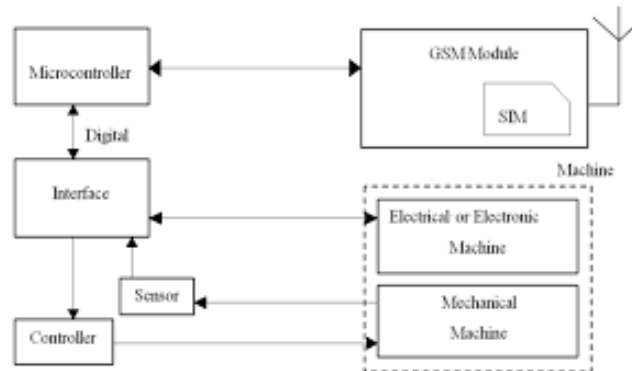 Microcontroller
GSM Module
SIM
Digital
Machine
Interface
Electrical or Electronic
Machine
Sensor
Mechanical
Machine
Controller